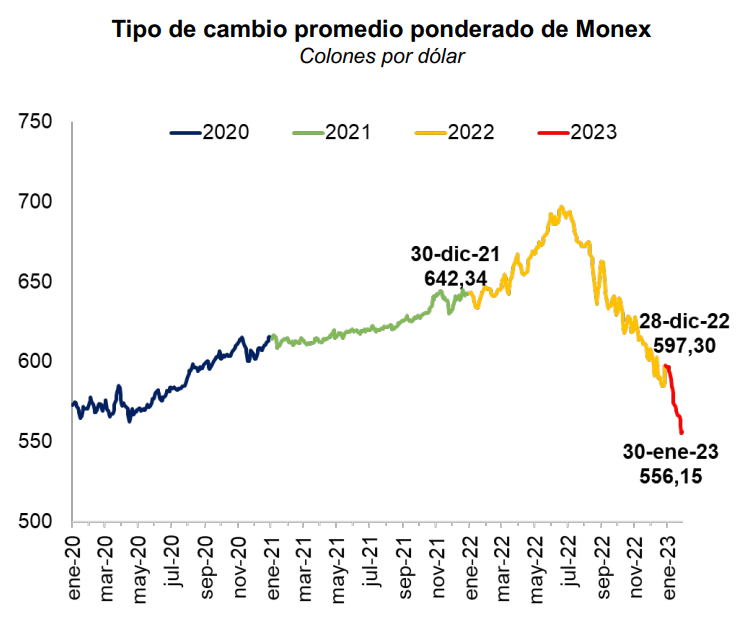 Tipo de cambio promedio ponderado de Monex
Colones por dólar
750
2020
2021
2022
2023
700
30-dic-21
642,34
650
28-dic-22
597,30
600
550
30-ene-23
556,15
500
ene-20
mar-20
may-20
jul-20
sep-20
nov-20
ene-21
mar-21
may-21
jul-21
sep-21
nov-21
ene-22
mar-22
may-22
jul-22
sep-22
nov-22
ene-23